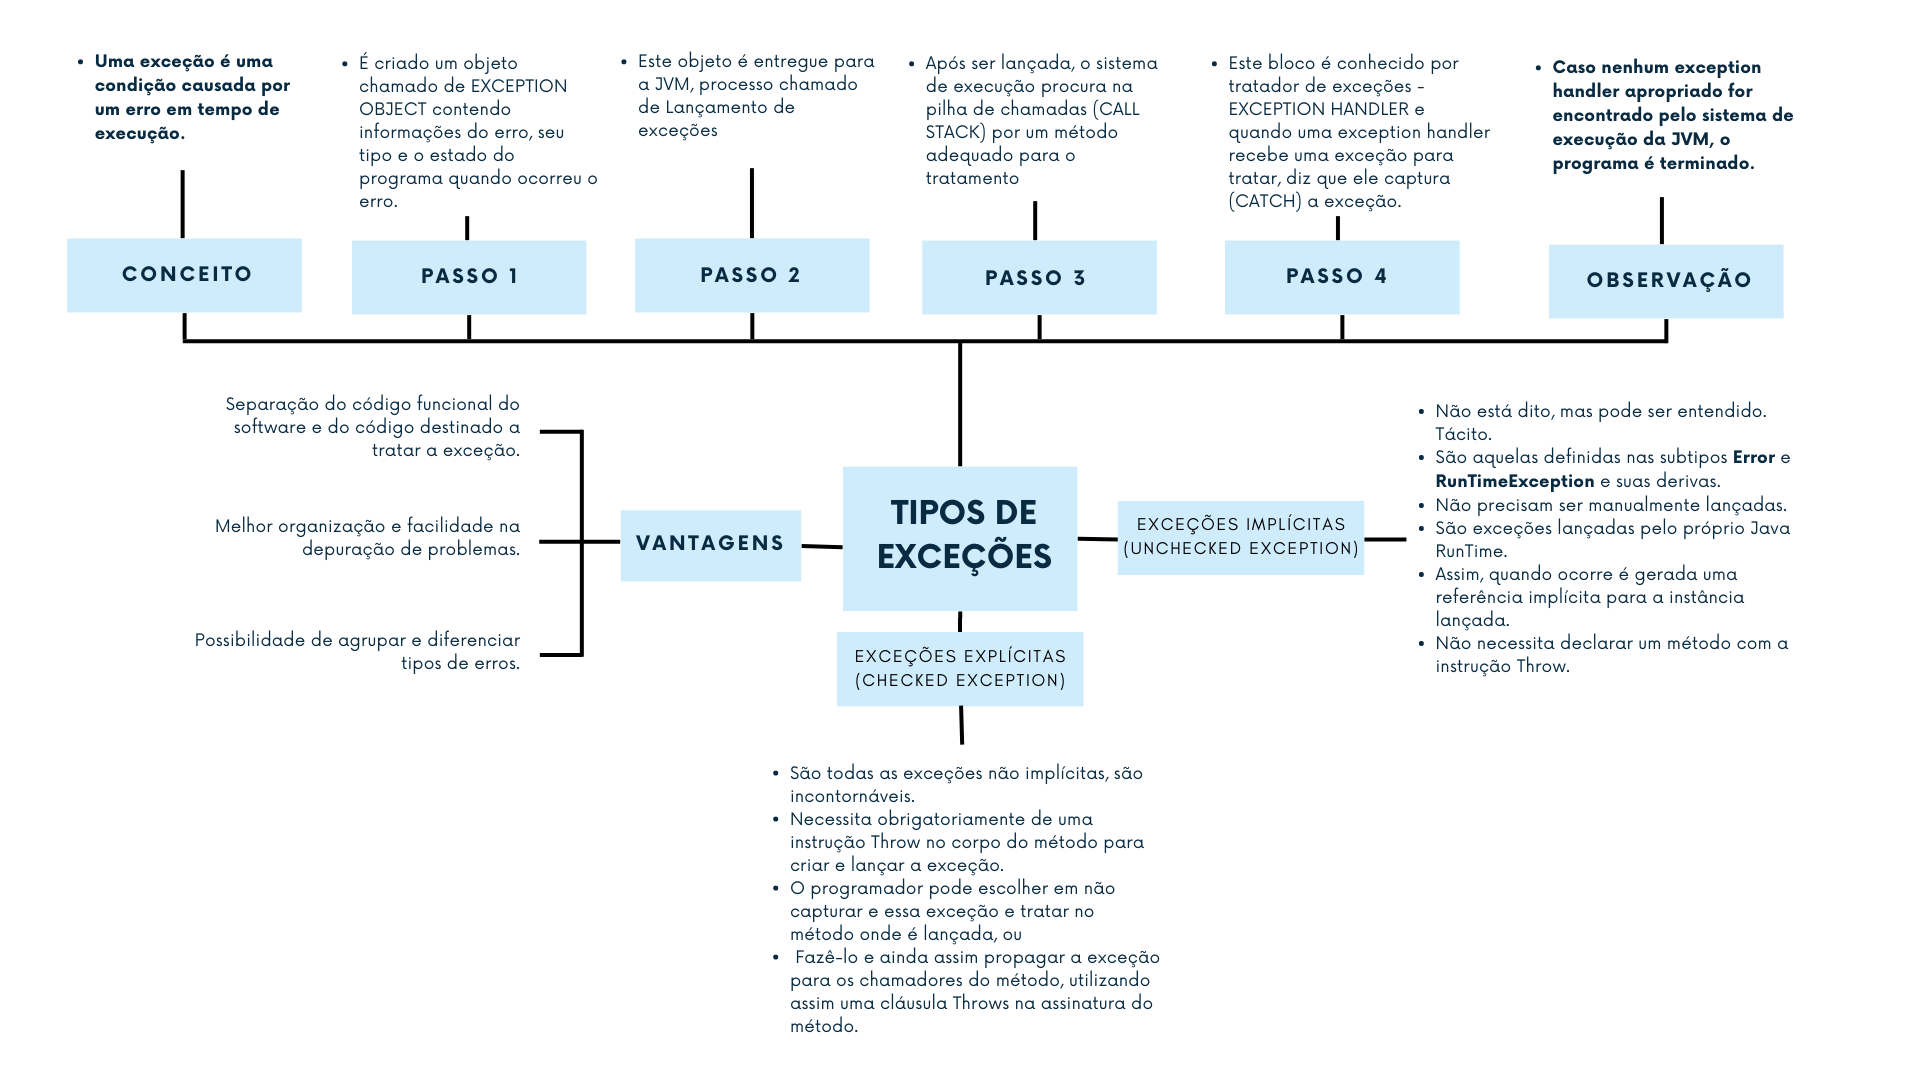 • Uma exceção é uma
condição causada por
um erro em tempo de
execução.
CONCEITO
• É criado um objeto
chamado de EXCEPTION
OBJECT contendo
informações do erro, seu
tipo e o estado do
programa quando ocorreu o
erro.
PASSO 1
• Este objeto é entregue para
a JVM, processo chamado
de Lançamento de
exceções
PASSO 2
• Após ser lançada, o sistema
de execução procura na
pilha de chamadas (CALL
STACK) por um método
adequado para o
tratamento
PASSO 3
• Este bloco é conhecido por
tratador de exceções -
EXCEPTION HANDLER e
quando uma exception handler
recebe uma exceção para
tratar, diz que ele captura
(CATCH) a exceção.
PASSO 4
• Caso nenhum exception
handler apropriado for
encontrado pelo sistema de
execução da JVM, o
programa é terminado.
OBSERVAÇÃO
Separação do código funcional do
software e do código destinado a
tratar a exceção.
Melhor organização e facilidade na
depuração de problemas.
Possibilidade de agrupar e diferenciar
tipos de erros.
VANTAGENS
TIPOS DE
EXCEÇÕES
EXCEÇÕES IMPLÍCITAS
(UNCHECKED EXCEPTION)
• Não está dito, mas pode ser entendido.
Tácito.
• São aquelas definidas nas subtipos Error e
RunTimeException e suas derivas.
• Não precisam ser manualmente lançadas.
• São exceções lançadas pelo próprio Java
RunTime.
• Assim, quando ocorre é gerada uma
referência implícita para a instância
lançada.
• Não necessita declarar um método com a
instrução Throw.
EXCEÇÕES EXPLÍCITAS
(CHECKED EXCEPTION)
• São todas as exceções não implícitas, são
incontornáveis.
• Necessita obrigatoriamente de uma
instrução Throw no corpo do método para
criar e lançar a exceção.
• O programador pode escolher em não
capturar e essa exceção e tratar no
método onde é lançada, ou
• Fazê-lo e ainda assim propagar a exceção
para os chamadores do método, utilizando
assim uma cláusula Throws na assinatura do
método.